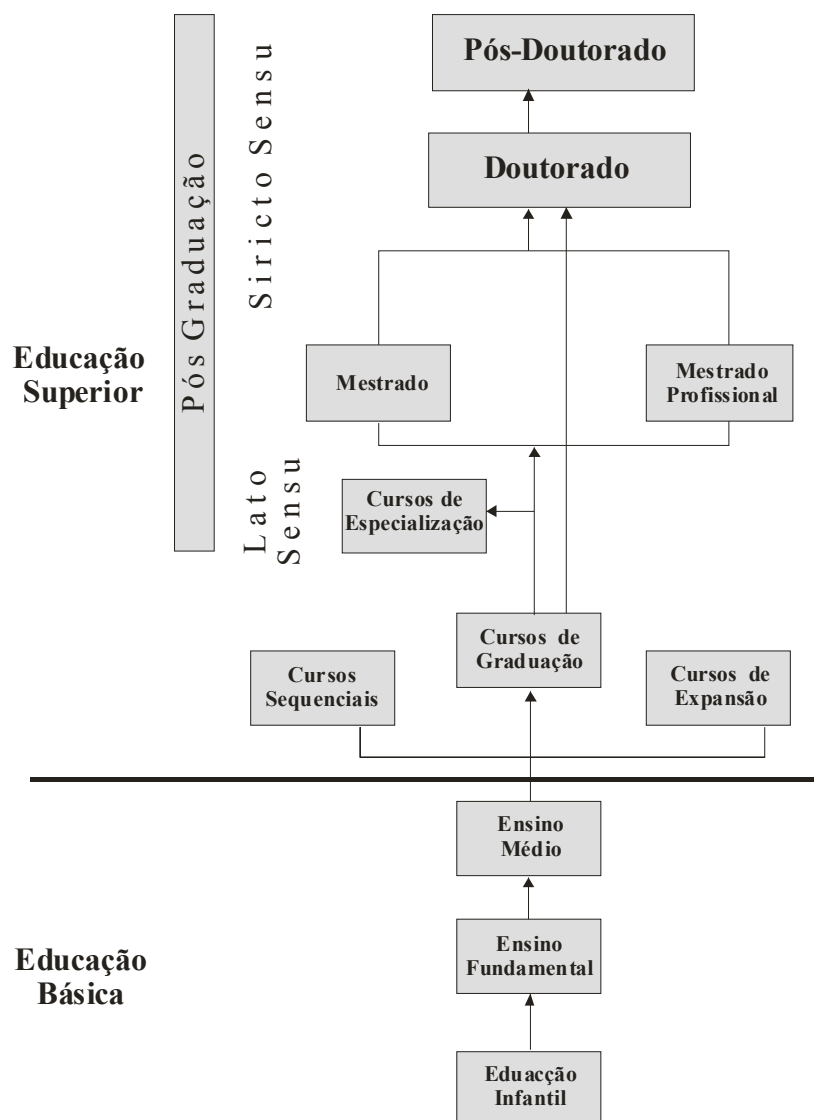 Pós-Doutorado
Doutorado
Siricto Sensu
Pós Graduação
Educação
Superior
Mestrado
Mestrado
Profissional
Lato
Sensu
Cursos de
Especialização
Cursos de
Graduação
Cursos
Sequenciais
Cursos de
Expansão
Ensino
Médio
Educação
Básica
Ensino
Fundamental
Eduacção
Infantil